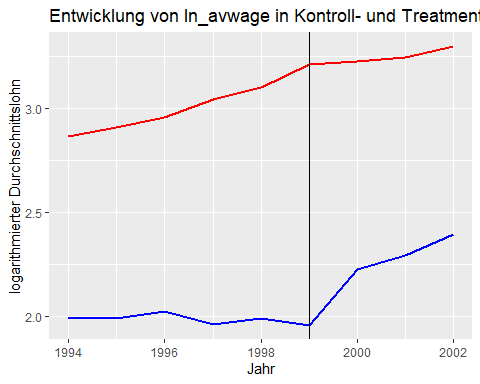 Entwicklung von ln_avwage in Kontroll- und Treatment
logarithmierter Durchschnittslohn
3.0
2.5
2.0
1994
1996
1998
2000
2002
Jahr